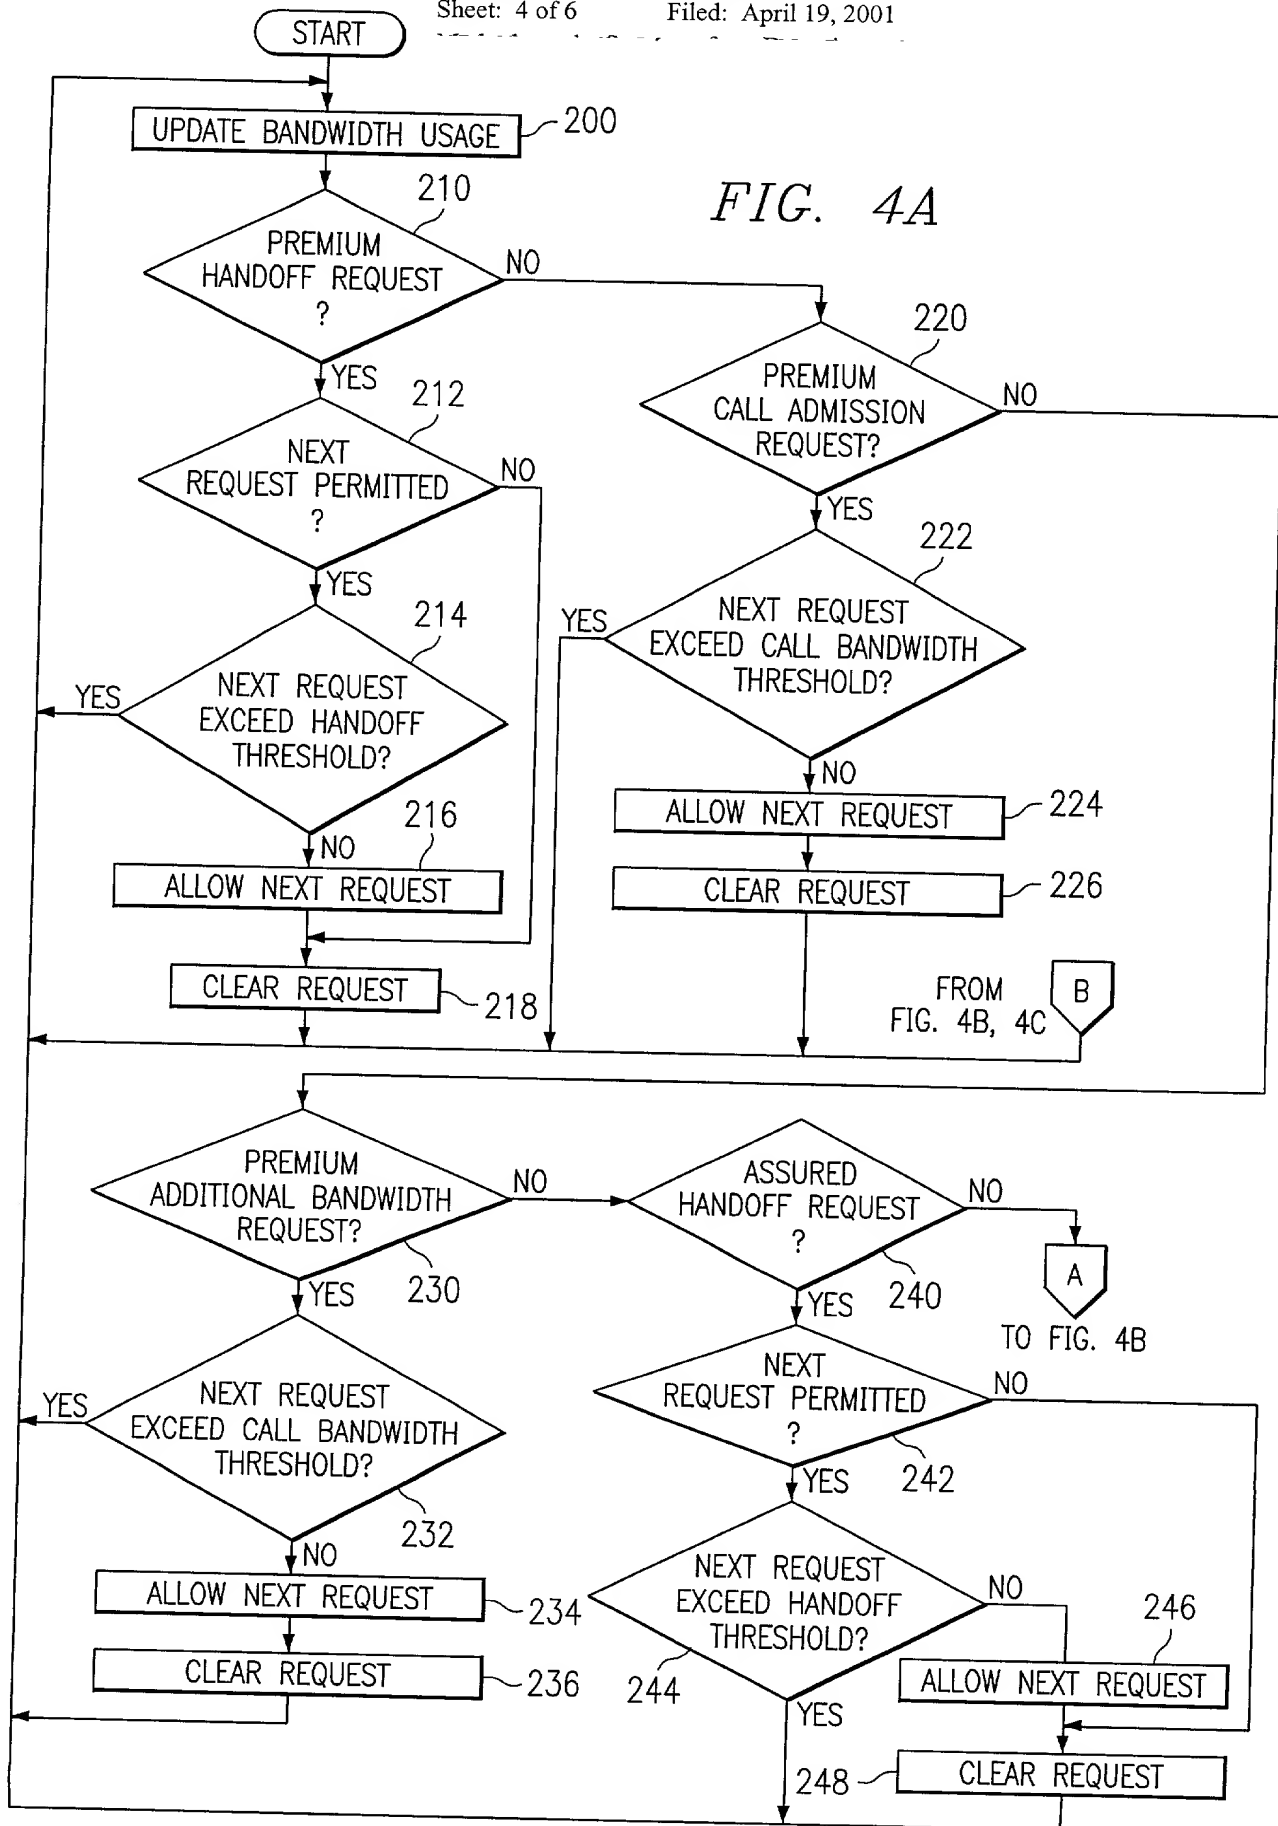 Sheet: 4 of 6 Filed: April 19, 2001
START
UPDATE BANDWIDTH USAGE
200
FIG. 4A
210
PREMIUM
HANDOFF REQUEST
?
NO
YES
212
NEXT
REQUEST PERMITTED
?
NO
YES
214
NEXT REQUEST
EXCEED HANDOFF
THRESHOLD?
YES
NO
216
ALLOW NEXT REQUEST
CLEAR REQUEST
218
220
PREMIUM
CALL ADMISSION
REQUEST?
NO
YES
222
NEXT REQUEST
EXCEED CALL BANDWIDTH
THRESHOLD?
YES
NO
ALLOW NEXT REQUEST
224
CLEAR REQUEST
226
FROM
FIG. 4B, 4C
B
PREMIUM
ADDITIONAL BANDWIDTH
REQUEST?
NO
230
YES
NEXT REQUEST
EXCEED CALL BANDWIDTH
THRESHOLD?
YES
232
NO
ALLOW NEXT REQUEST
234
CLEAR REQUEST
236
ASSURED
HANDOFF REQUEST
?
NO
240
YES
A
TO FIG. 4B
NEXT
REQUEST PERMITTED
?
NO
242
YES
NEXT REQUEST
EXCEED HANDOFF
THRESHOLD?
NO
244
YES
246
ALLOW NEXT REQUEST
248
CLEAR REQUEST